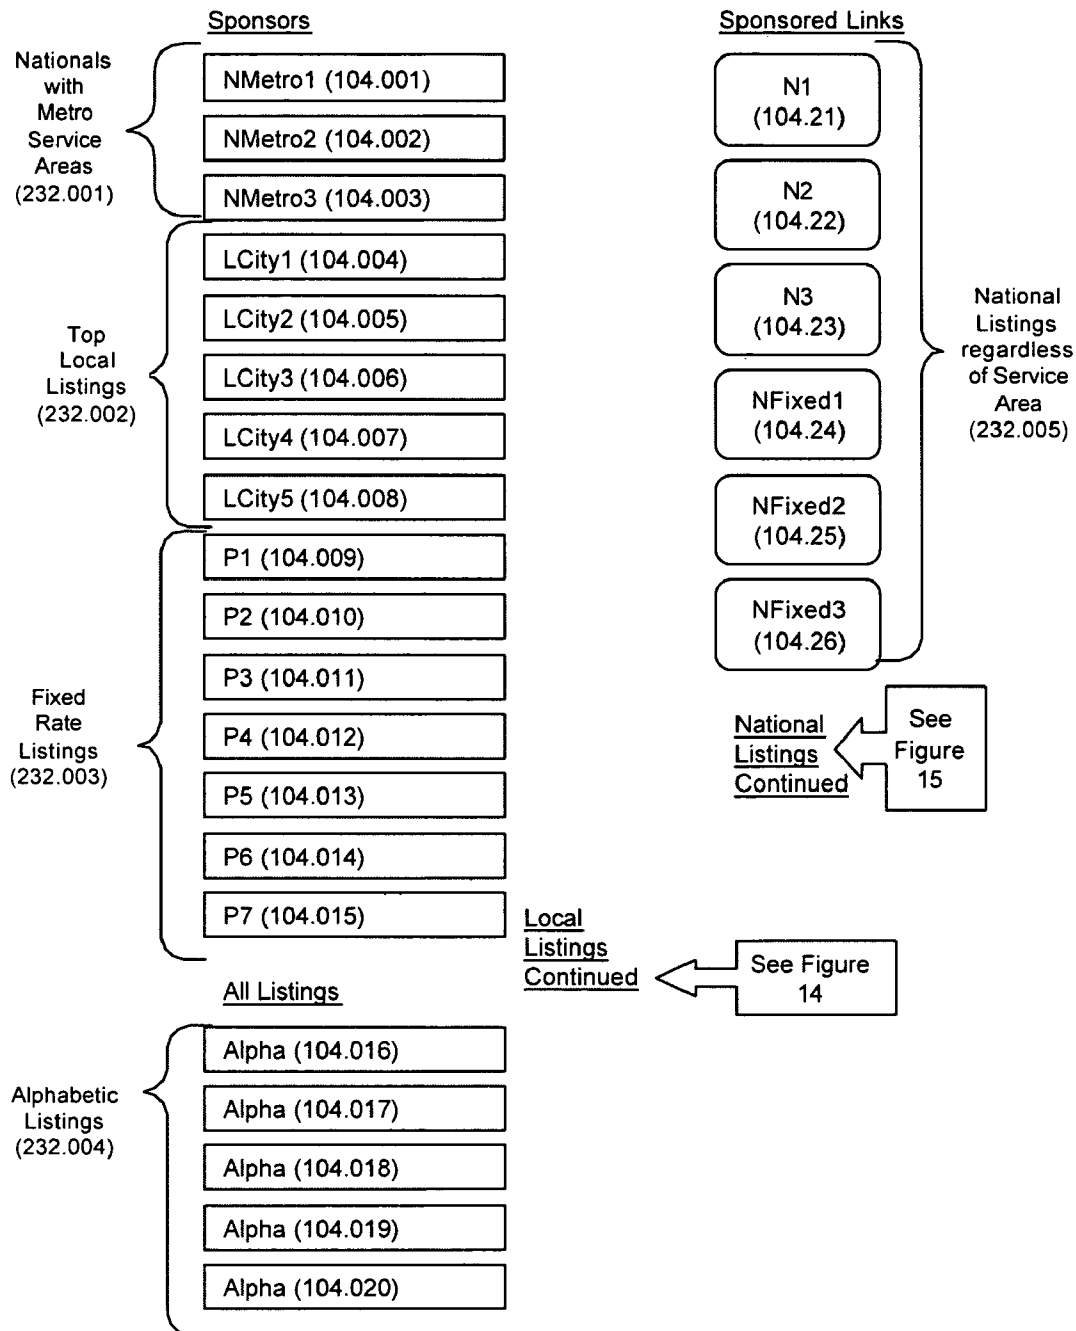 Sponsors
Nationals
with
Metro
Service
Areas
(232.001)
NMetro1 (104.001)
NMetro2 (104.002)
NMetro3 (104.003)
Top
Local
Listings
(232.002)
LCity1 (104.004)
LCity2 (104.005)
LCity3 (104.006)
LCity4 (104.007)
LCity5 (104.008)
Fixed
Rate
Listings
(232.003)
P1 (104.009)
P2 (104.010)
P3 (104.011)
P4 (104.012)
P5 (104.013)
P6 (104.014)
P7 (104.015)
Local
Listings
Continued
See Figure
14
All Listings
Alphabetic
Listings
(232.004)
Alpha (104.016)
Alpha (104.017)
Alpha (104.018)
Alpha (104.019)
Alpha (104.020)
Sponsored Links
N1
(104.21)
N2
(104.22)
N3
(104.23)
NFixed1
(104.24)
NFixed2
(104.25)
NFixed3
(104.26)
National
Listings
regardless
of Service
Area
(232.005)
National
Listings
Continued
See
Figure
15